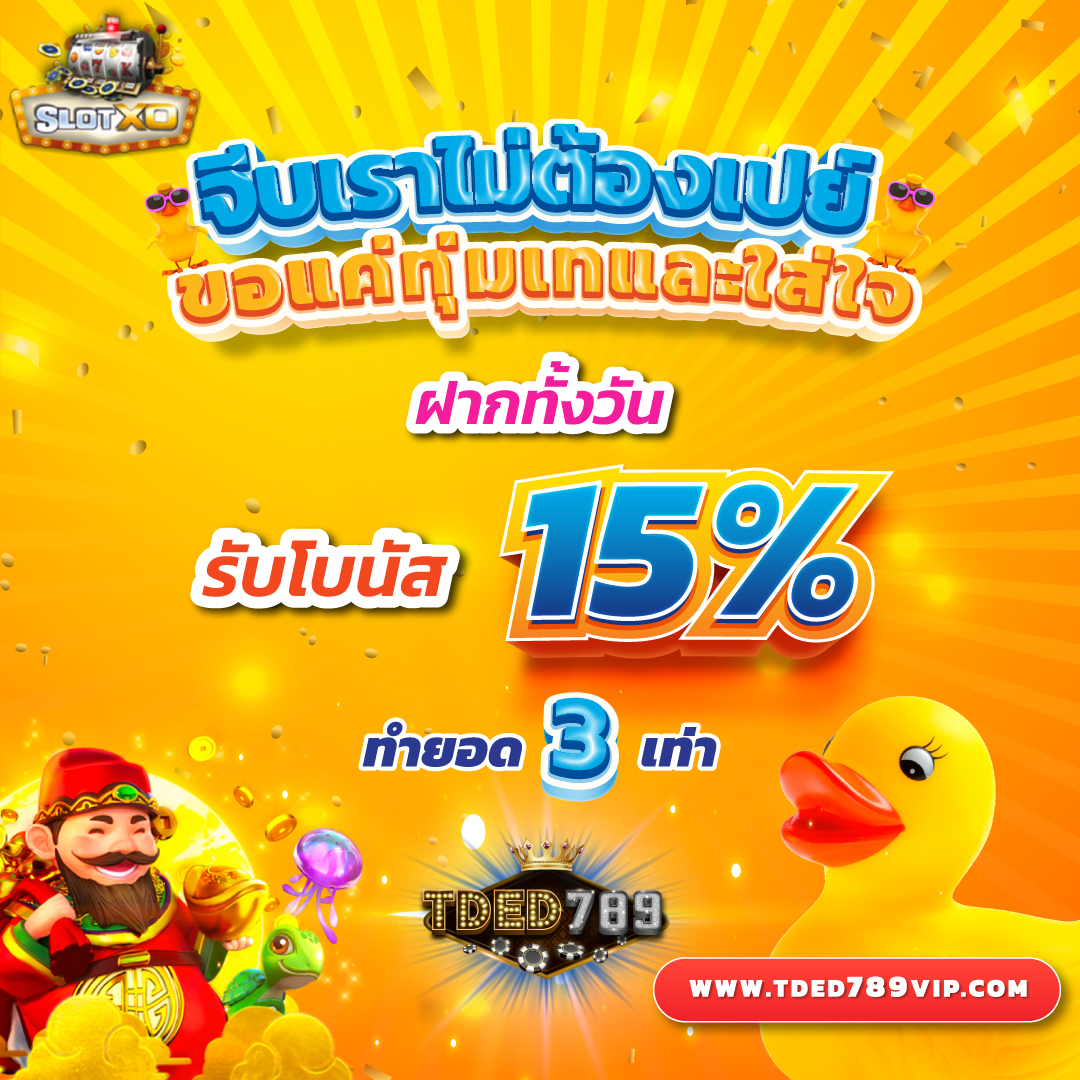 SLOTXO
จีบเราไม่ต้องเปย์
ขอแค่ทุ่มเทและใส่ใจ
ฝากทั้งวัน
รับโบนัส 15%
ทำยอด 3 เท่า
TDED789
WWW.TDED789VIP.COM